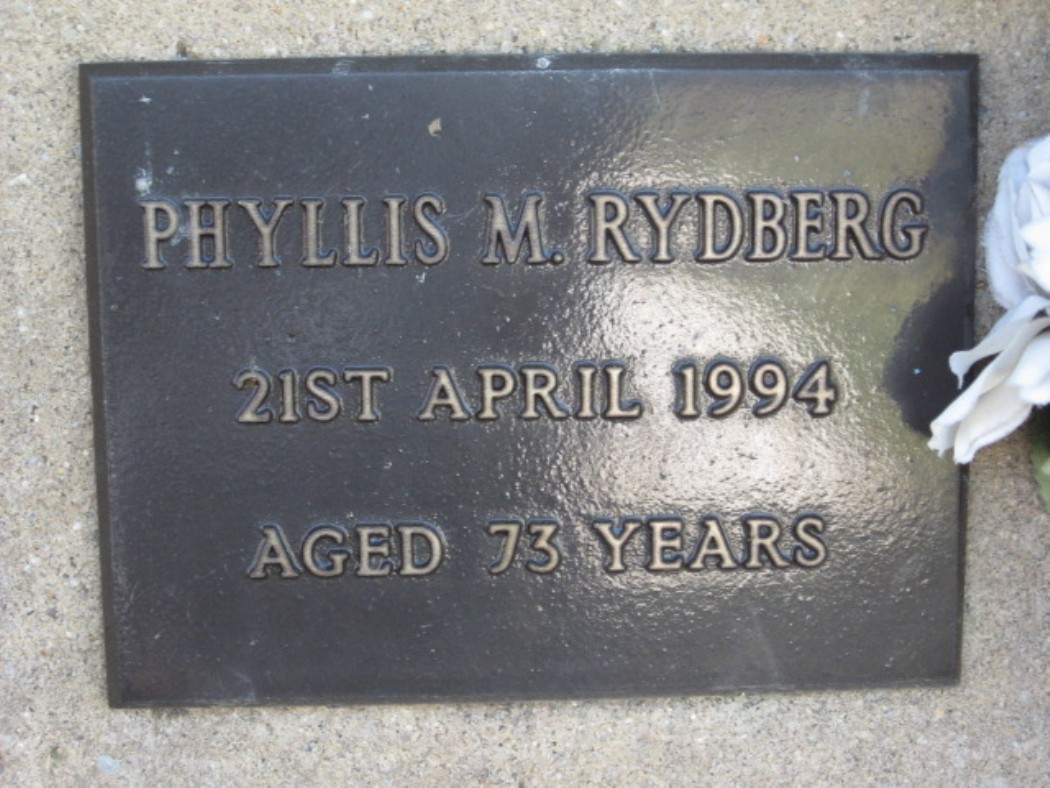 PHYLLIS M. RYDBERG
21ST APRIL 1994
AGED 73 YEARS